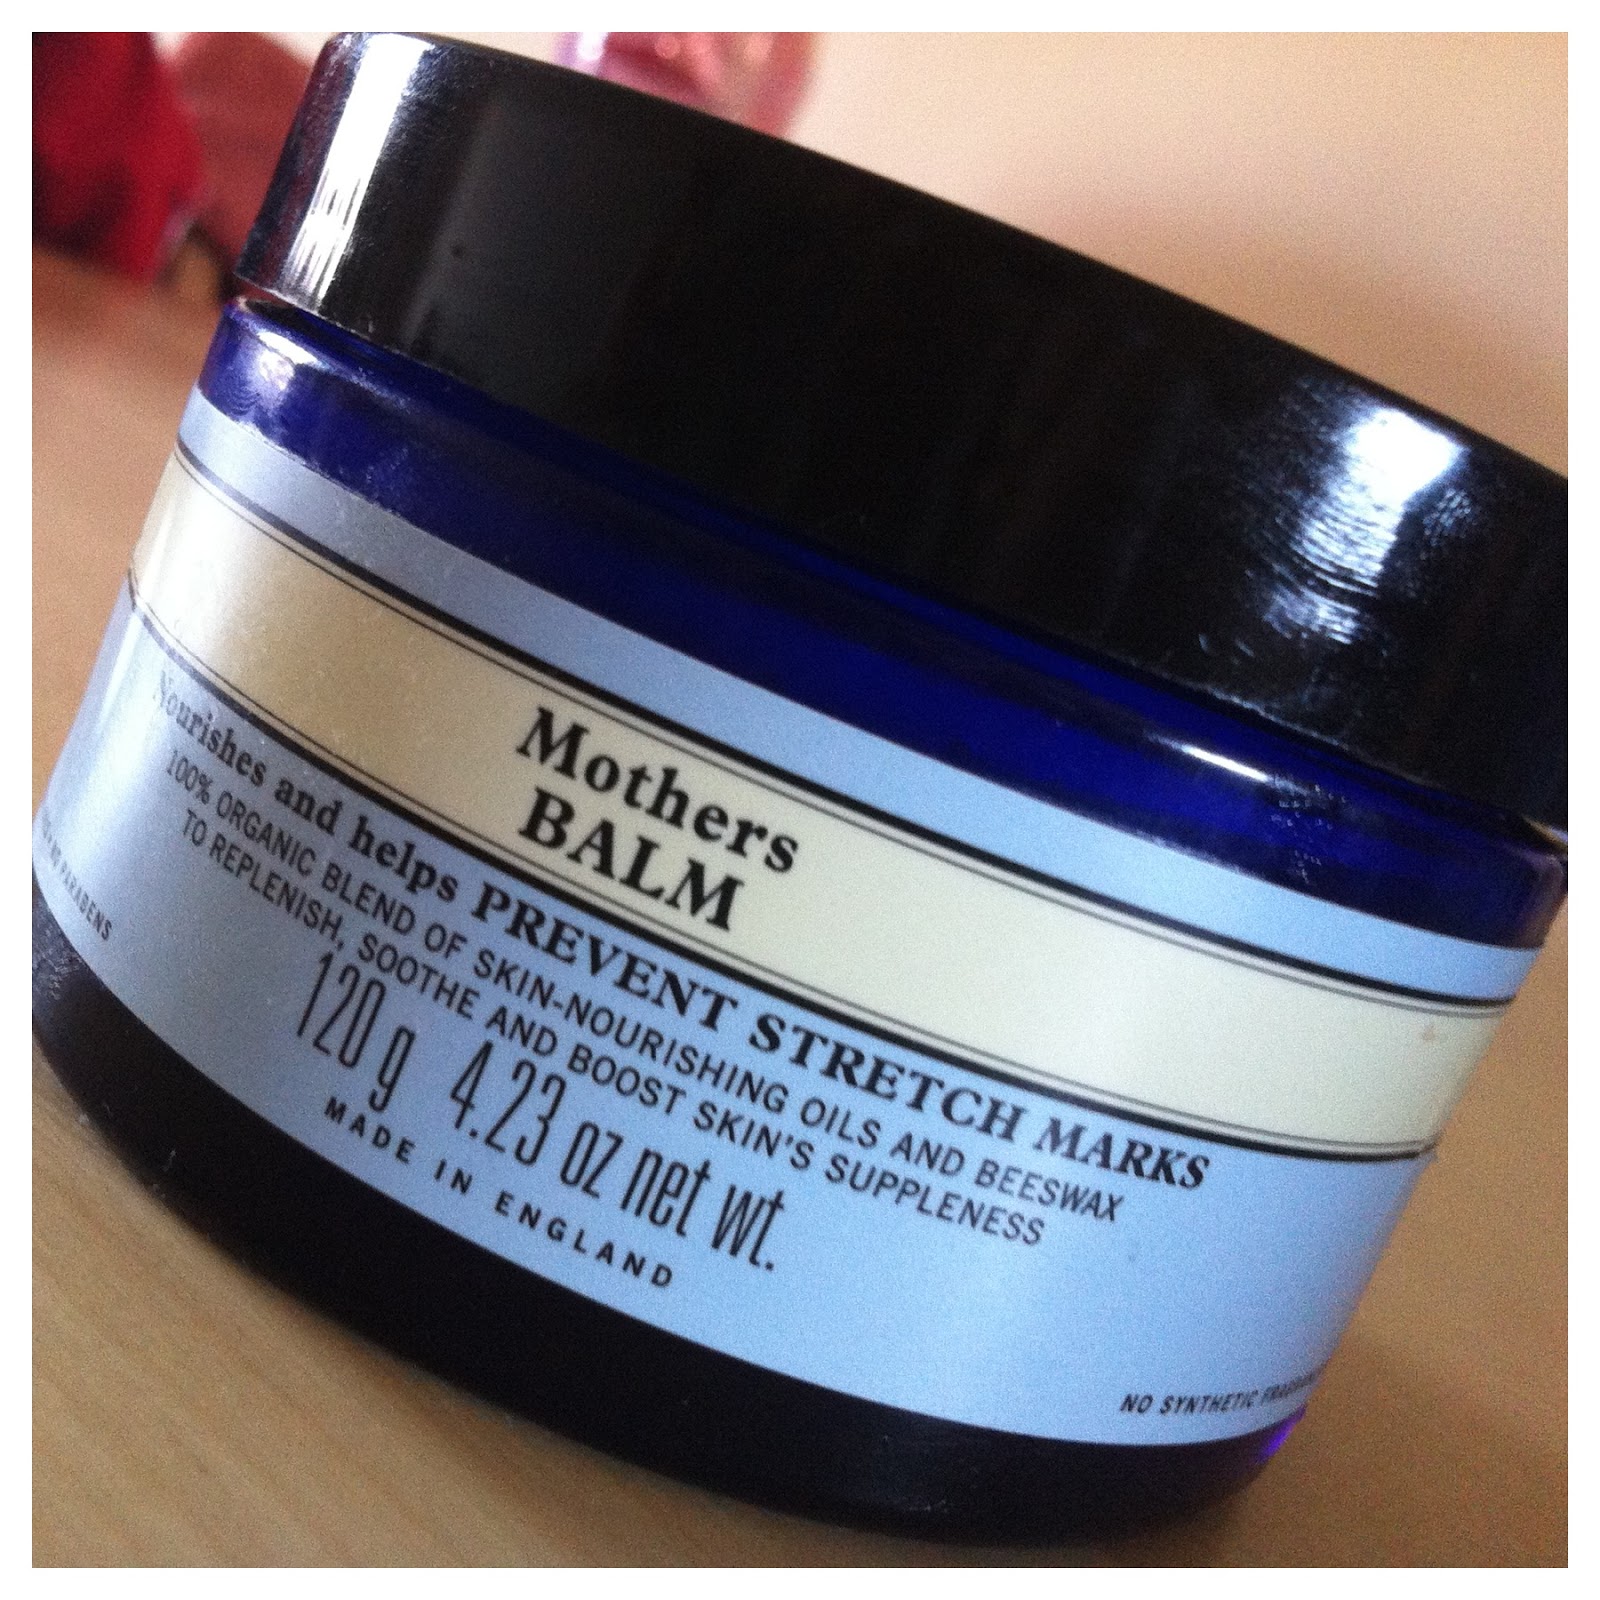 Mothers
BALM
Nourishes and helps PREVENT STRETCH MARKS
100% ORGANIC BLEND OF SKIN-NOURISHING OILS AND BEESWAX
TO REPLENISH, SOOTHE AND BOOST SKIN'S SUPPLENESS
120 g 4.23 oz net wt.
MADE IN ENGLAND
PARABENS
NO SYNTHETIC